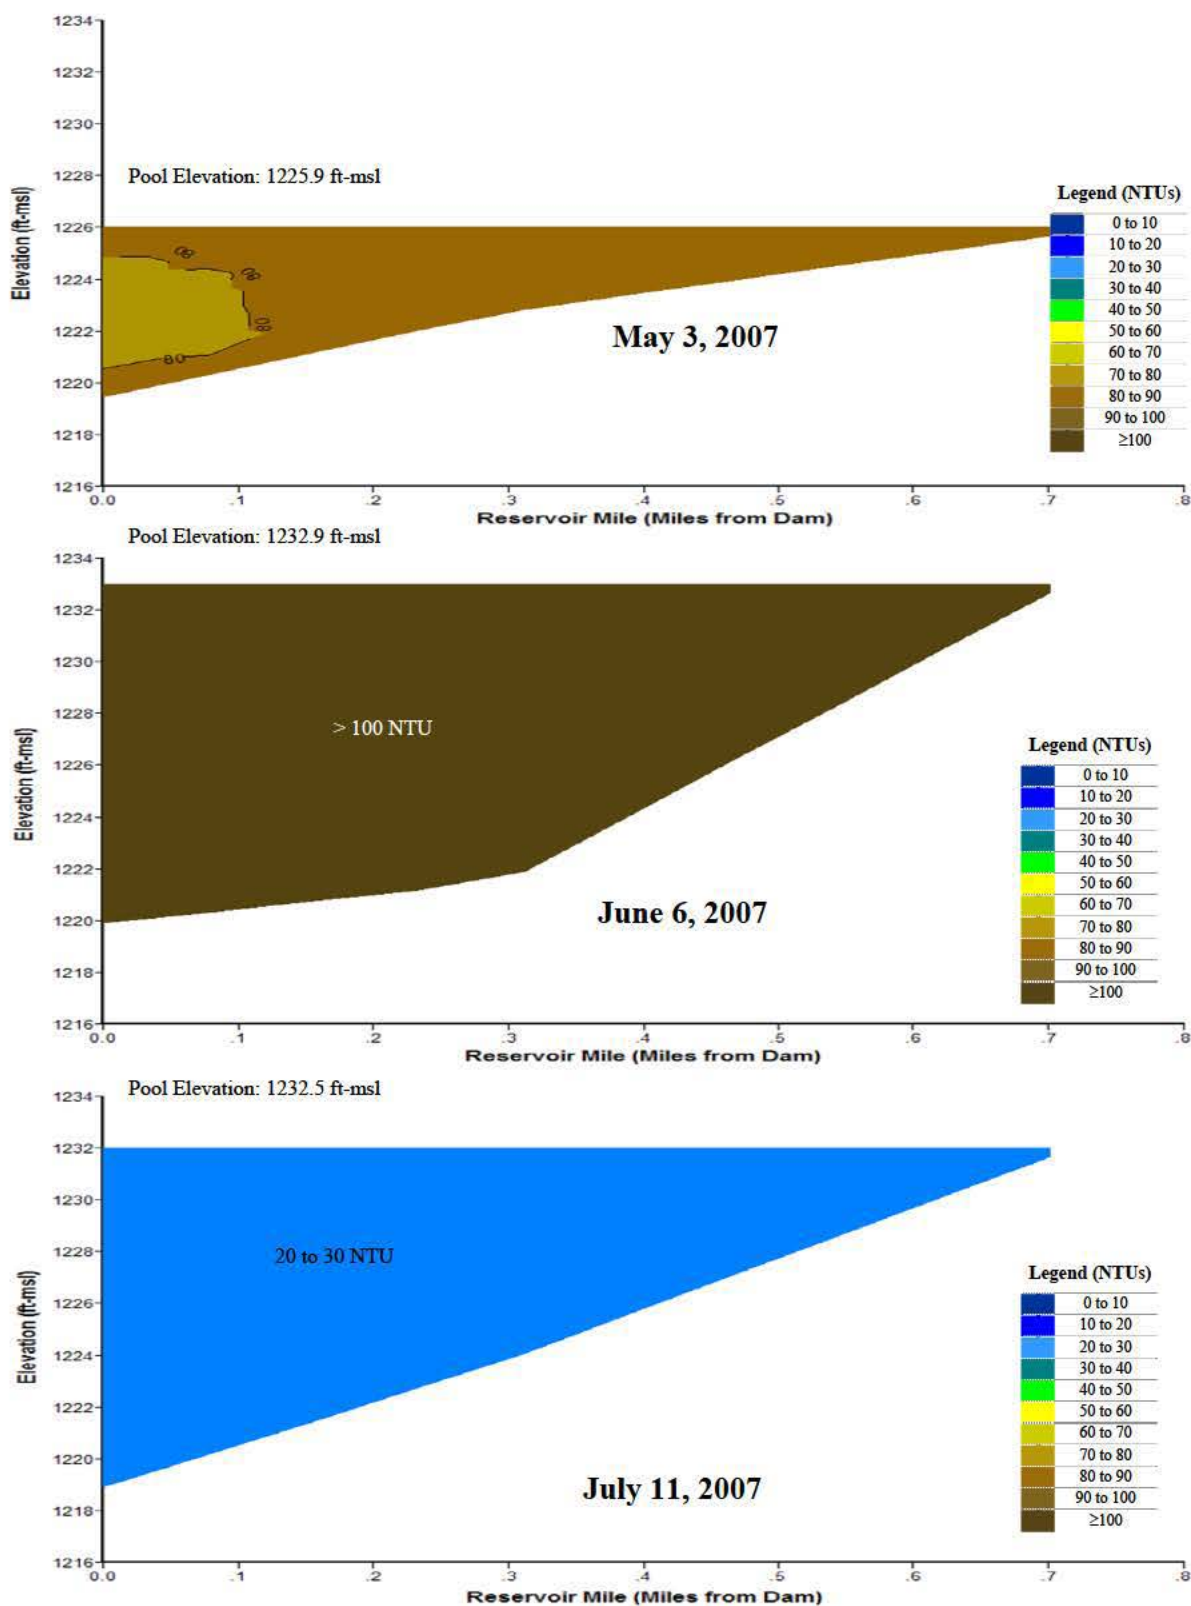 1234
1232
1230
1228
Pool Elevation: 1225.9 ft-msl
Legend (NTUs)
0 to 10
10 to 20
20 to 30
30 to 40
40 to 50
50 to 60
60 to 70
70 to 80
80 to 90
90 to 100
≥100
Elevation (ft-msl)
1226
1224
1222
1220
1218
1216
80
80
80
80
May 3, 2007
0.0 .1 .2 .3 .4 .5 .6 .7 .8
Reservoir Mile (Miles from Dam)
Pool Elevation: 1232.9 ft-msl
1234
1232
1230
1228
1226
1224
1222
1220
1218
1216
Elevation (ft-msl)
> 100 NTU
Legend (NTUs)
0 to 10
10 to 20
20 to 30
30 to 40
40 to 50
50 to 60
60 to 70
70 to 80
80 to 90
90 to 100
≥100
June 6, 2007
0.0 .1 .2 .3 .4 .5 .6 .7 .8
Reservoir Mile (Miles from Dam)
Pool Elevation: 1232.5 ft-msl
1234
1232
1230
1228
1226
1224
1222
1220
1218
1216
Elevation (ft-msl)
20 to 30 NTU
Legend (NTUs)
0 to 10
10 to 20
20 to 30
30 to 40
40 to 50
50 to 60
60 to 70
70 to 80
80 to 90
90 to 100
≥100
July 11, 2007
0.0 .1 .2 .3 .4 .5 .6 .7 .8
Reservoir Mile (Miles from Dam)